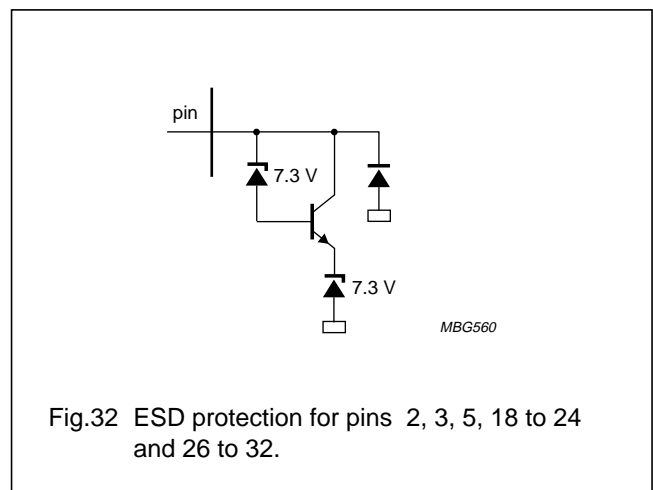 pin
7.3 V
7.3 V
MBG560
Fig.32 ESD protection for pins 2, 3, 5, 18 to 24
and 26 to 32.